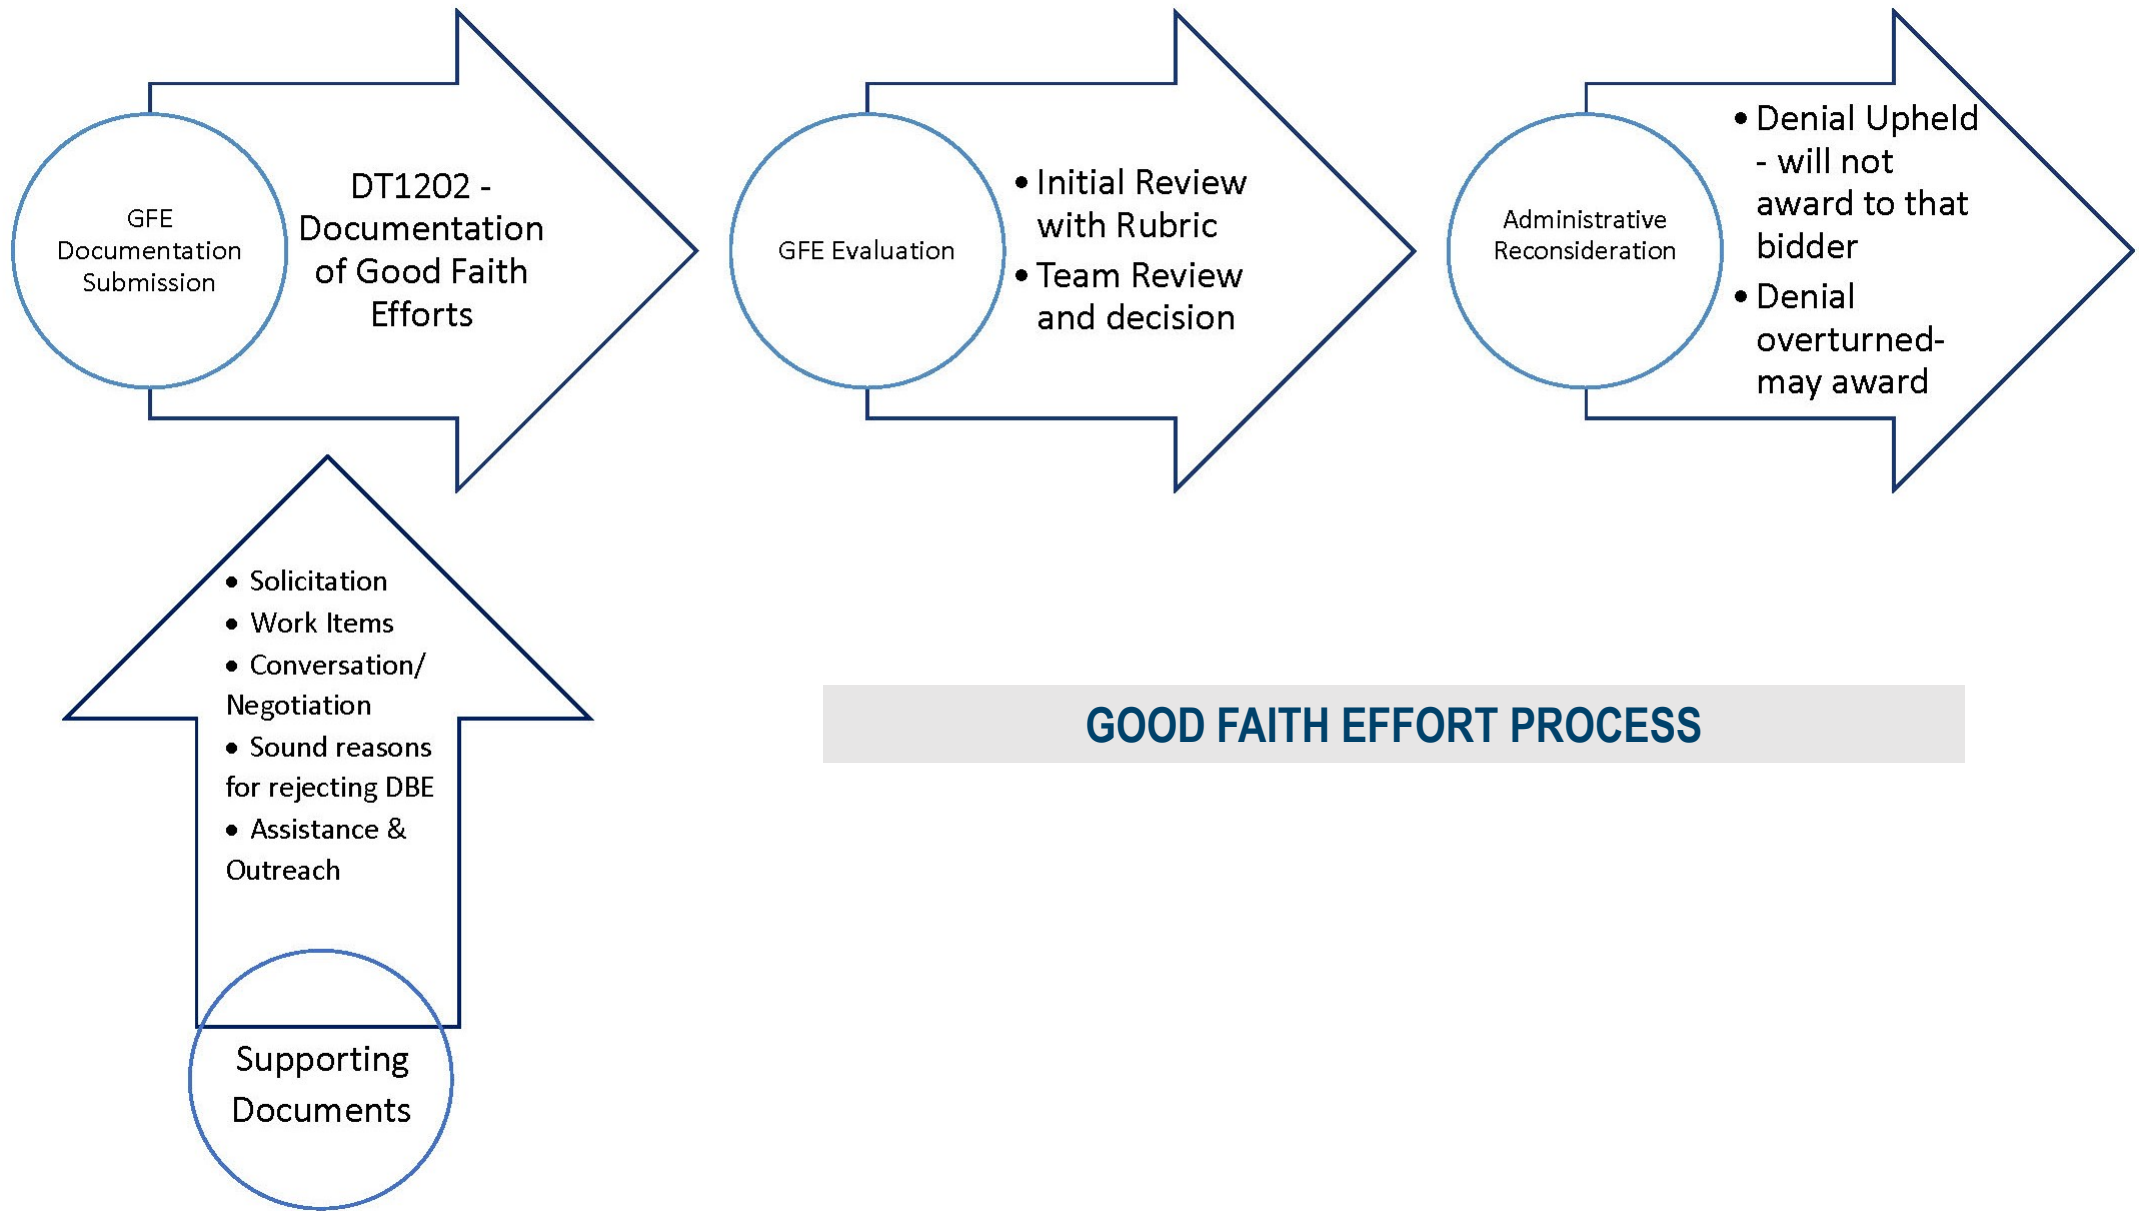 GFE
Documentation
Submission
DT1202 -
Documentation
of Good Faith
Efforts
GFE Evaluation
• Initial Review
with Rubric
• Team Review
and decision
Administrative
Reconsideration
• Denial Upheld
- will not
award to that
bidder
• Denial
overturned-
may award
• Solicitation
• Work Items
• Conversation/
Negotiation
• Sound reasons
for rejecting DBE
• Assistance &
Outreach
Supporting
Documents
GOOD FAITH EFFORT PROCESS